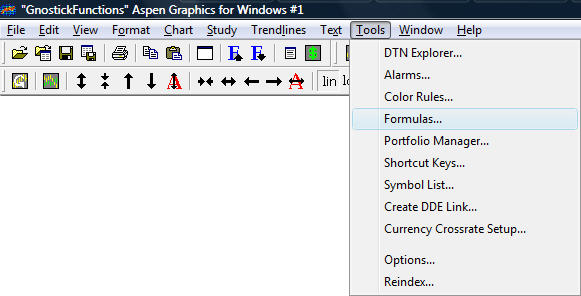 "GnostickFunctions" Aspen Graphics for Windows #1
File Edit View Format Chart Study Trendlines Text Tools Window Help
E E
A A lin
DTN Explorer...
Alarms...
Color Rules...
Formulas...
Portfolio Manager...
Shortcut Keys...
Symbol List...
Create DDE Link...
Currency Crossrate Setup...
Options...
Reindex...